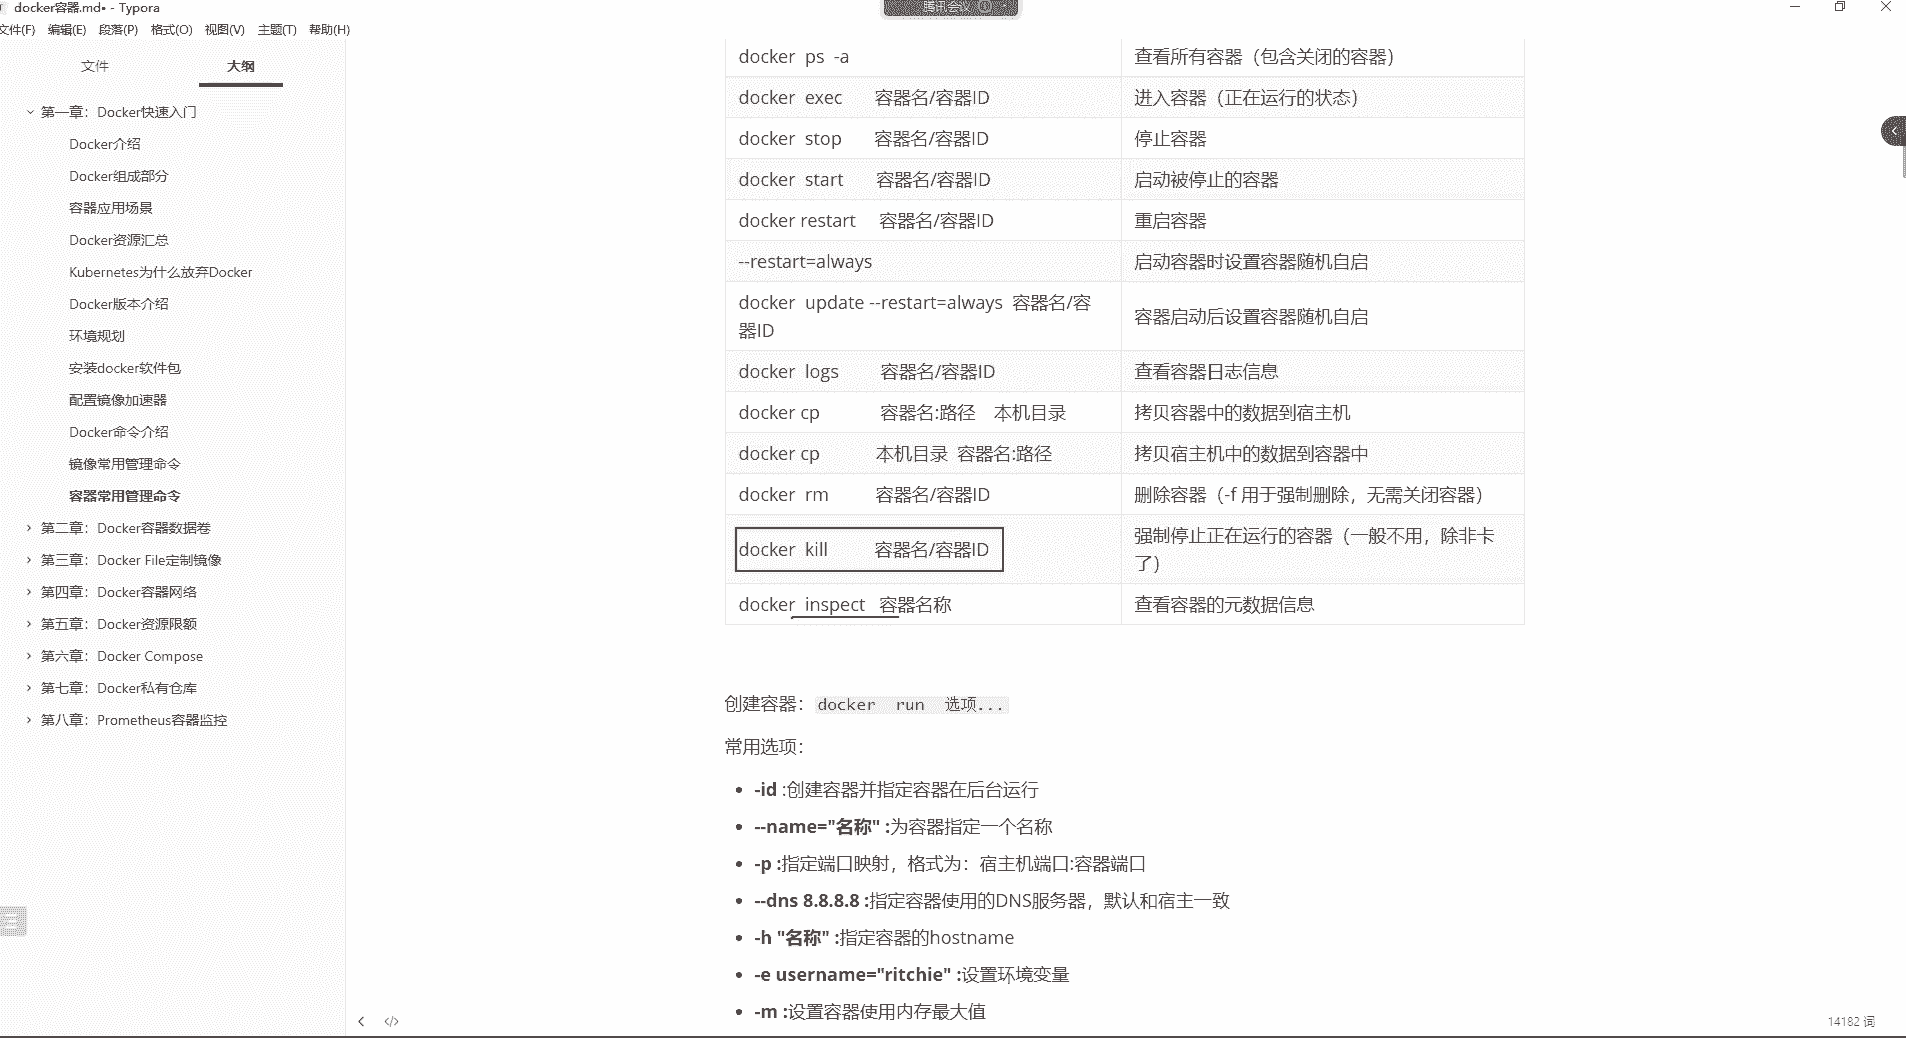 docker容器.md• - Typora
腾讯会议
文件(F) 编辑(E) 段落(P) 格式(O) 视图(V) 主题(T) 帮助(H)
文件 大纲
第一章：Docker快速入门
Docker介绍
Docker组成部分
容器应用场景
Docker资源汇总
Kubernetes为什么放弃Docker
Docker版本介绍
环境规划
安装docker软件包
配置镜像加速器
Docker命令介绍
镜像常用管理命令
容器常用管理命令
第二章：Docker容器数据卷
第三章：Docker File定制镜像
第四章：Docker容器网络
第五章：Docker资源限额
第六章：Docker Compose
第七章：Docker私有仓库
第八章：Prometheus容器监控
docker ps -a 查看所有容器（包含关闭的容器）
docker exec 容器名/容器ID 进入容器（正在运行的状态）
docker stop 容器名/容器ID 停止容器
docker start 容器名/容器ID 启动被停止的容器
docker restart 容器名/容器ID 重启容器
--restart=always 启动容器时设置容器随机自启
docker update --restart=always 容器名/容
器ID 容器启动后设置容器随机自启
docker logs 容器名/容器ID 查看容器日志信息
docker cp 容器名:路径 本机目录 拷贝容器中的数据到宿主机
docker cp 本机目录 容器名:路径 拷贝宿主机中的数据到容器中
docker rm 容器名/容器ID 删除容器（-f 用于强制删除，无需关闭容器）
docker kill 容器名/容器ID 强制停止正在运行的容器（一般不用，除非卡
了）
docker inspect 容器名称 查看容器的元数据信息
创建容器：docker run 选项...
常用选项：
-id :创建容器并指定容器在后台运行
--name="名称" :为容器指定一个名称
-p :指定端口映射，格式为：宿主机端口:容器端口
--dns 8.8.8.8 :指定容器使用的DNS服务器，默认和宿主一致
-h "名称" :指定容器的hostname
-e username="ritchie" :设置环境变量
-m :设置容器使用内存最大值
14182 词